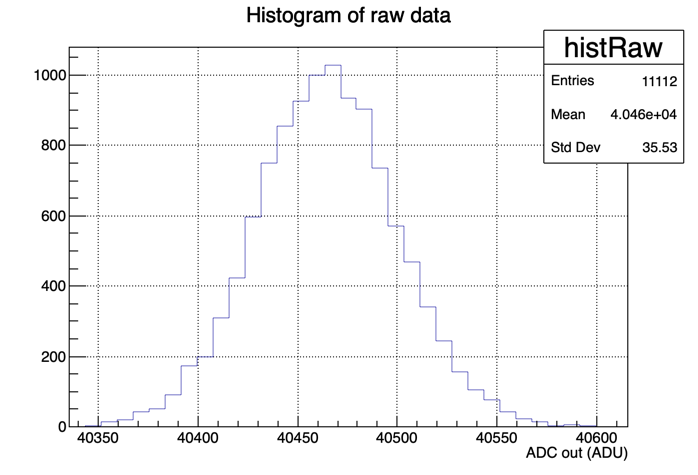 Histogram of raw data
histRaw
Entries 11112
Mean 4.046e+04
Std Dev 35.53
1000
800
600
400
200
0
40350 40400 40450 40500 40550 40600
ADC out (ADU)